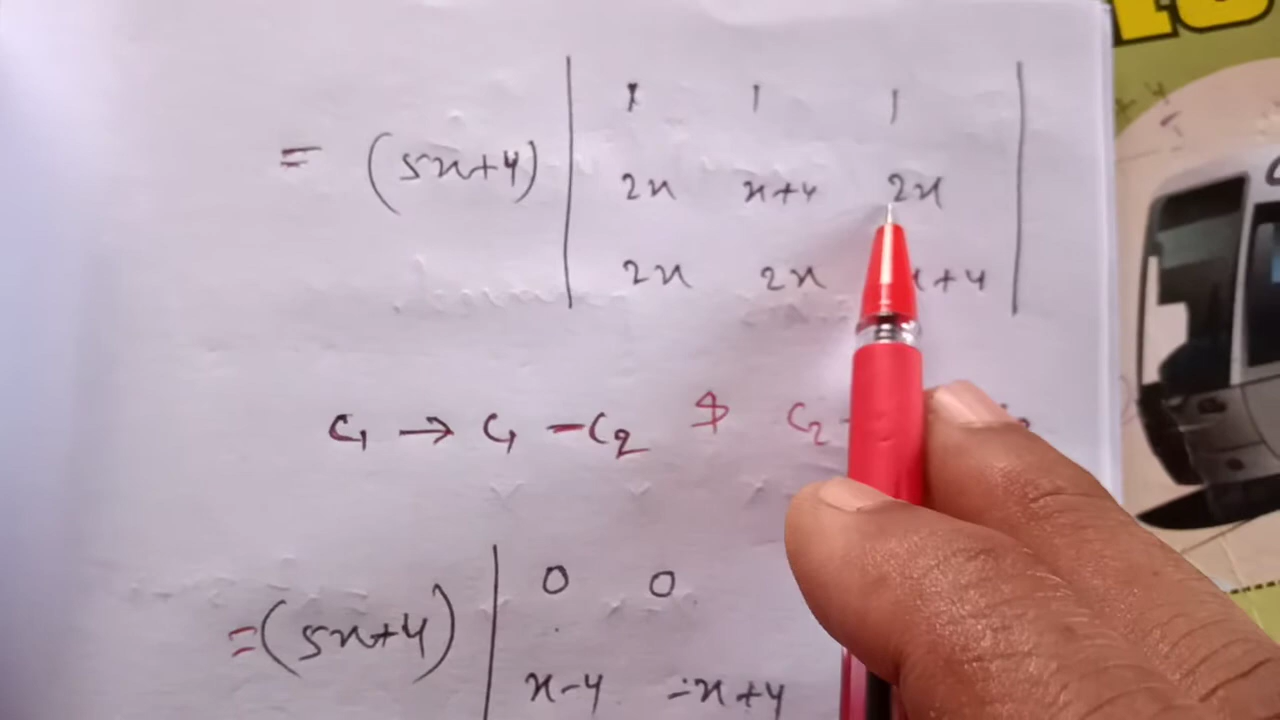 1 1 1
= (5x+4) 2x x+4 2x
2x 2x x+4
C₁ → C₁ -C₂ $ C₂
0 0
=(5x+4)
x-4 -x+4